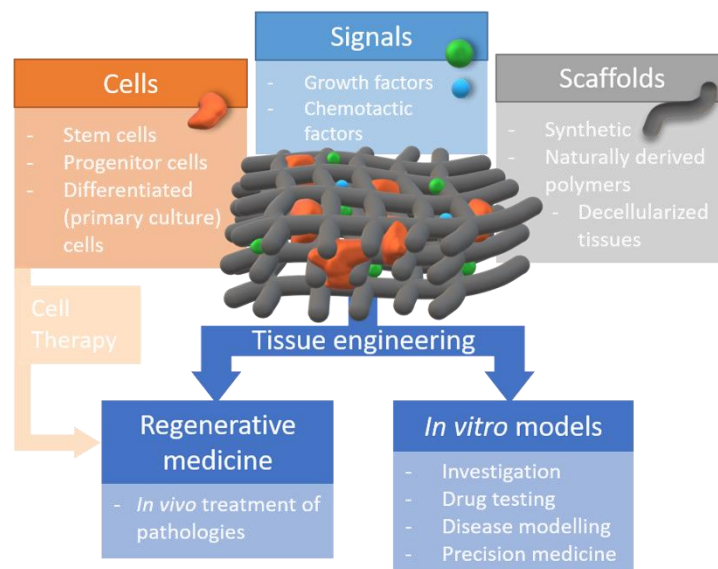 Signals
- Growth factors
- Chemotactic
factors
Cells
- Stem cells
- Progenitor cells
- Differentiated
(primary culture)
cells
Scaffolds
- Synthetic
- Naturally derived
polymers
- Decellularized
tissues
Cell
Therapy
Tissue engineering
Regenerative
medicine
- In vivo treatment of
pathologies
In vitro models
- Investigation
- Drug testing
- Disease modelling
- Precision medicine